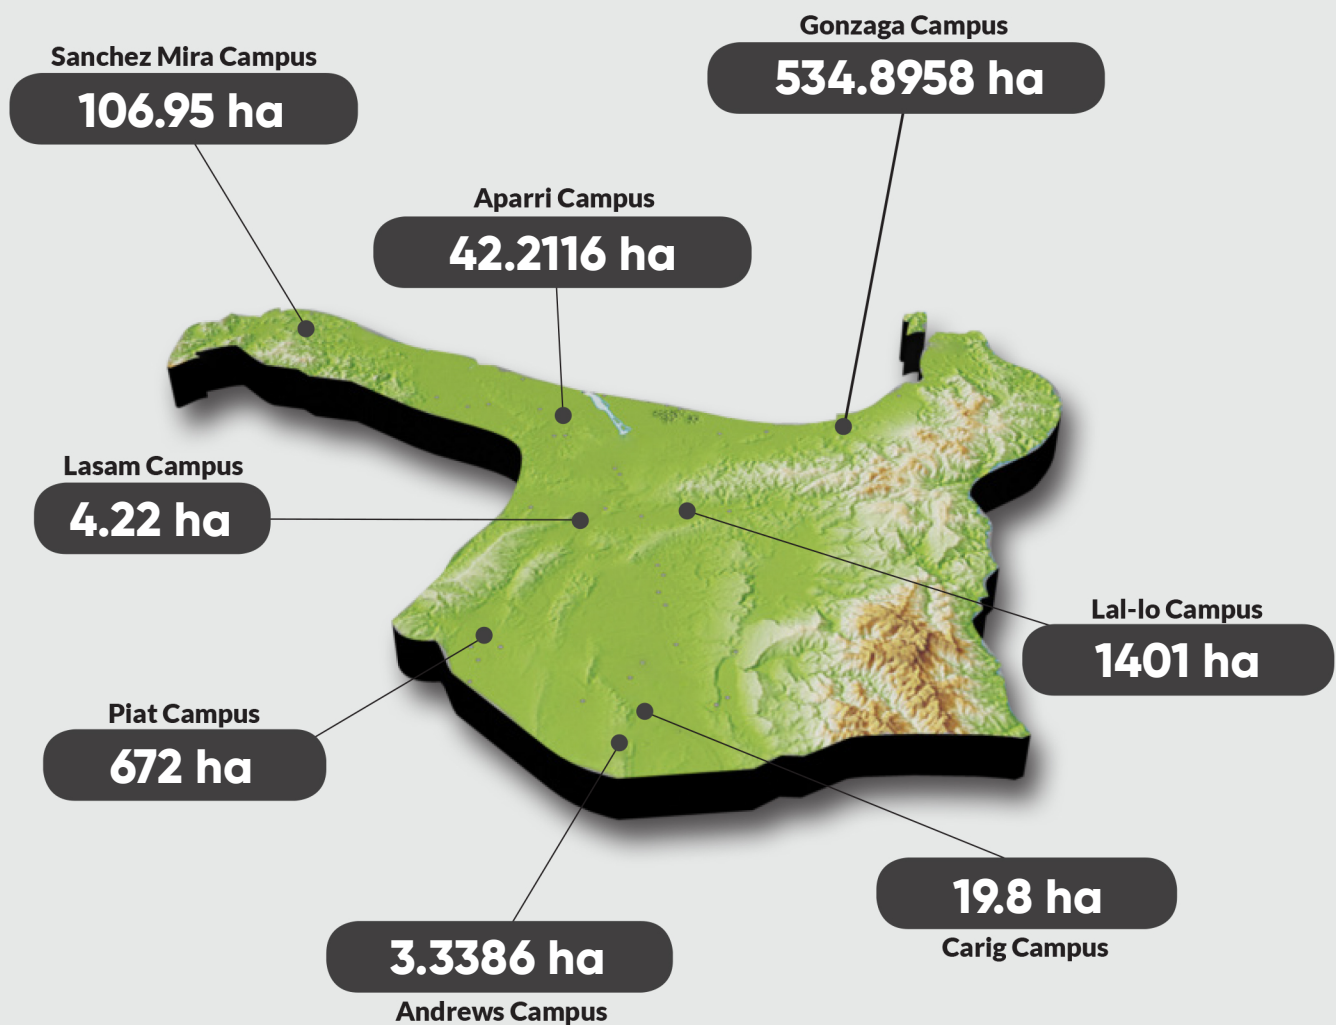 Gonzaga Campus
534.8958 ha
Sanchez Mira Campus
106.95 ha
Aparri Campus
42.2116 ha
Lasam Campus
4.22 ha
Lal-lo Campus
1401 ha
Piat Campus
672 ha
19.8 ha
Carig Campus
3.3386 ha
Andrews Campus